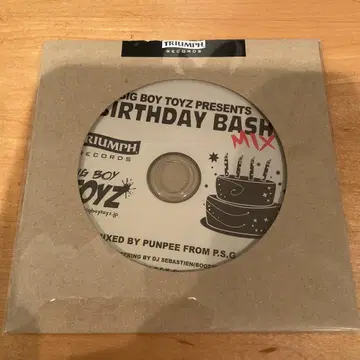 TRIUMPH
RECORDS
BIG BOY TOYZ PRESENTS
BIRTHDAY BASH
MIX
TRIUMPH
RECORDS
BIG BOY
TOYZ
MIXED BY PUNPEE FROM P.S.G